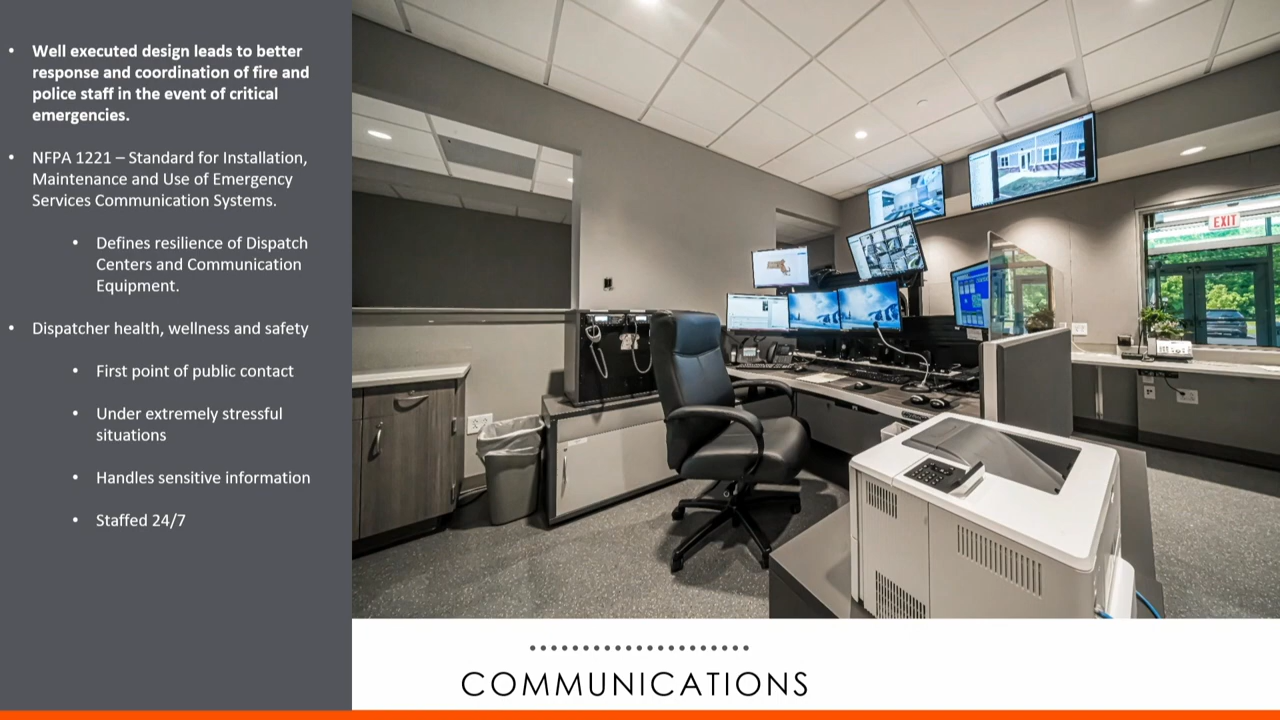 • Well executed design leads to better
response and coordination of fire and
police staff in the event of critical
emergencies.
• NFPA 1221 – Standard for Installation,
Maintenance and Use of Emergency
Services Communication Systems.
• Defines resilience of Dispatch
Centers and Communication
Equipment.
• Dispatcher health, wellness and safety
• First point of public contact
• Under extremely stressful
situations
• Handles sensitive information
• Staffed 24/7
EXIT
COMMUNICATIONS